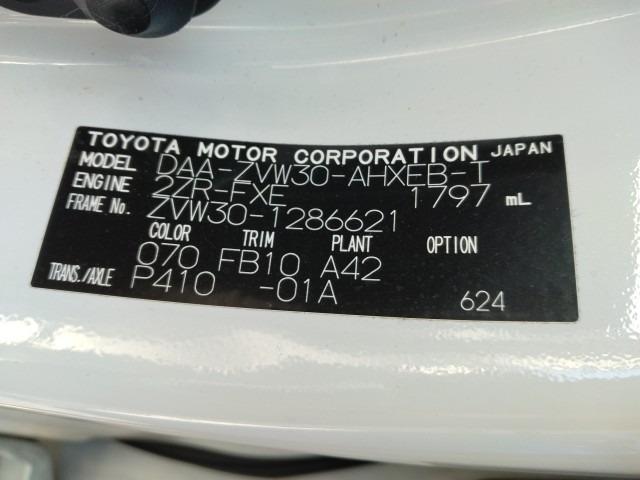 TOYOTA MOTOR CORPORATION JAPAN
MODEL DAA-ZVW30-AHXEB-T
ENGINE 2ZR-FXE 1797 mL
FRAME No. ZVW30-1286621
COLOR TRIM PLANT OPTION
070 FB10 A42
TRANS./AXLE P410 -01A
624